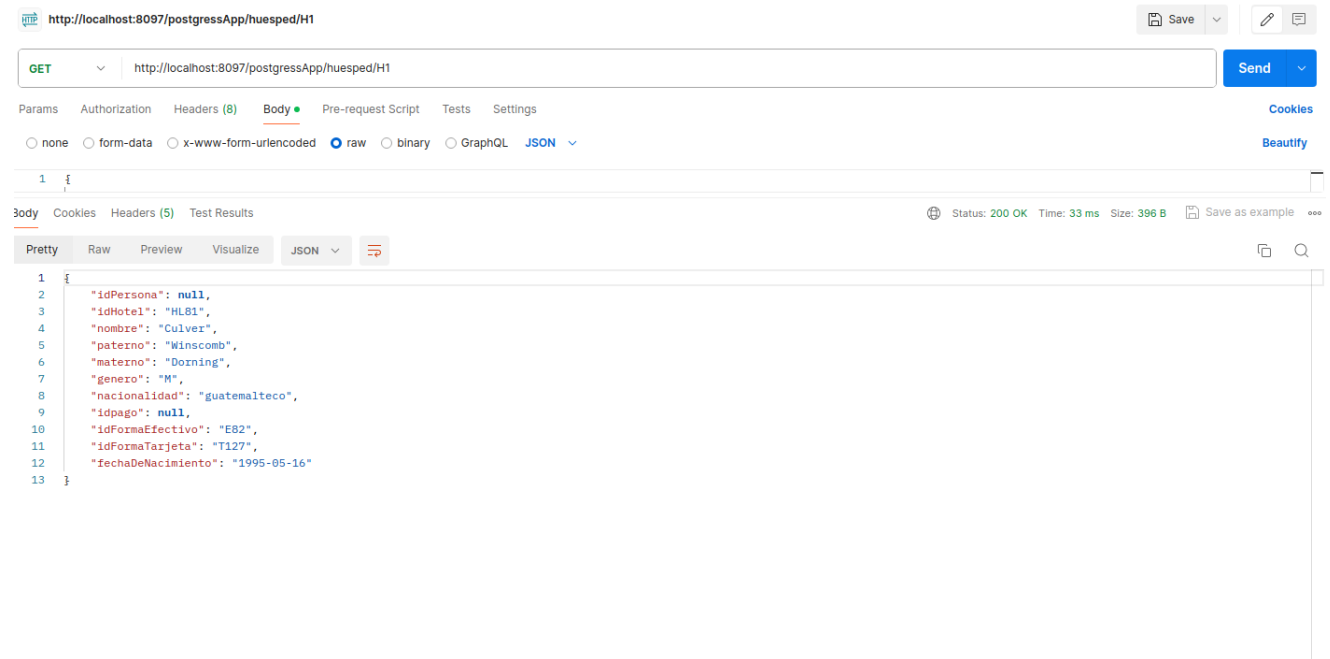 HTTP http://localhost:8097/postgressApp/huesped/H1 Save
GET http://localhost:8097/postgressApp/huesped/H1 Send
Params Authorization Headers (8) Body Pre-request Script Tests Settings Cookies
none form-data x-www-form-urlencoded raw binary GraphQL JSON Beautify
1 {
Body Cookies Headers (5) Test Results Status: 200 OK Time: 33 ms Size: 396 B Save as example
Pretty Raw Preview Visualize JSON
1 {
2 "idPersona": null,
3 "idHotel": "HL81",
4 "nombre": "Culver",
5 "paterno": "Winscomb",
6 "materno": "Dorning",
7 "genero": "M",
8 "nacionalidad": "guatemalteco",
9 "idpago": null,
10 "idFormaEfectivo": "E82",
11 "idFormaTarjeta": "T127",
12 "fechaDeNacimiento": "1995-05-16"
13 }